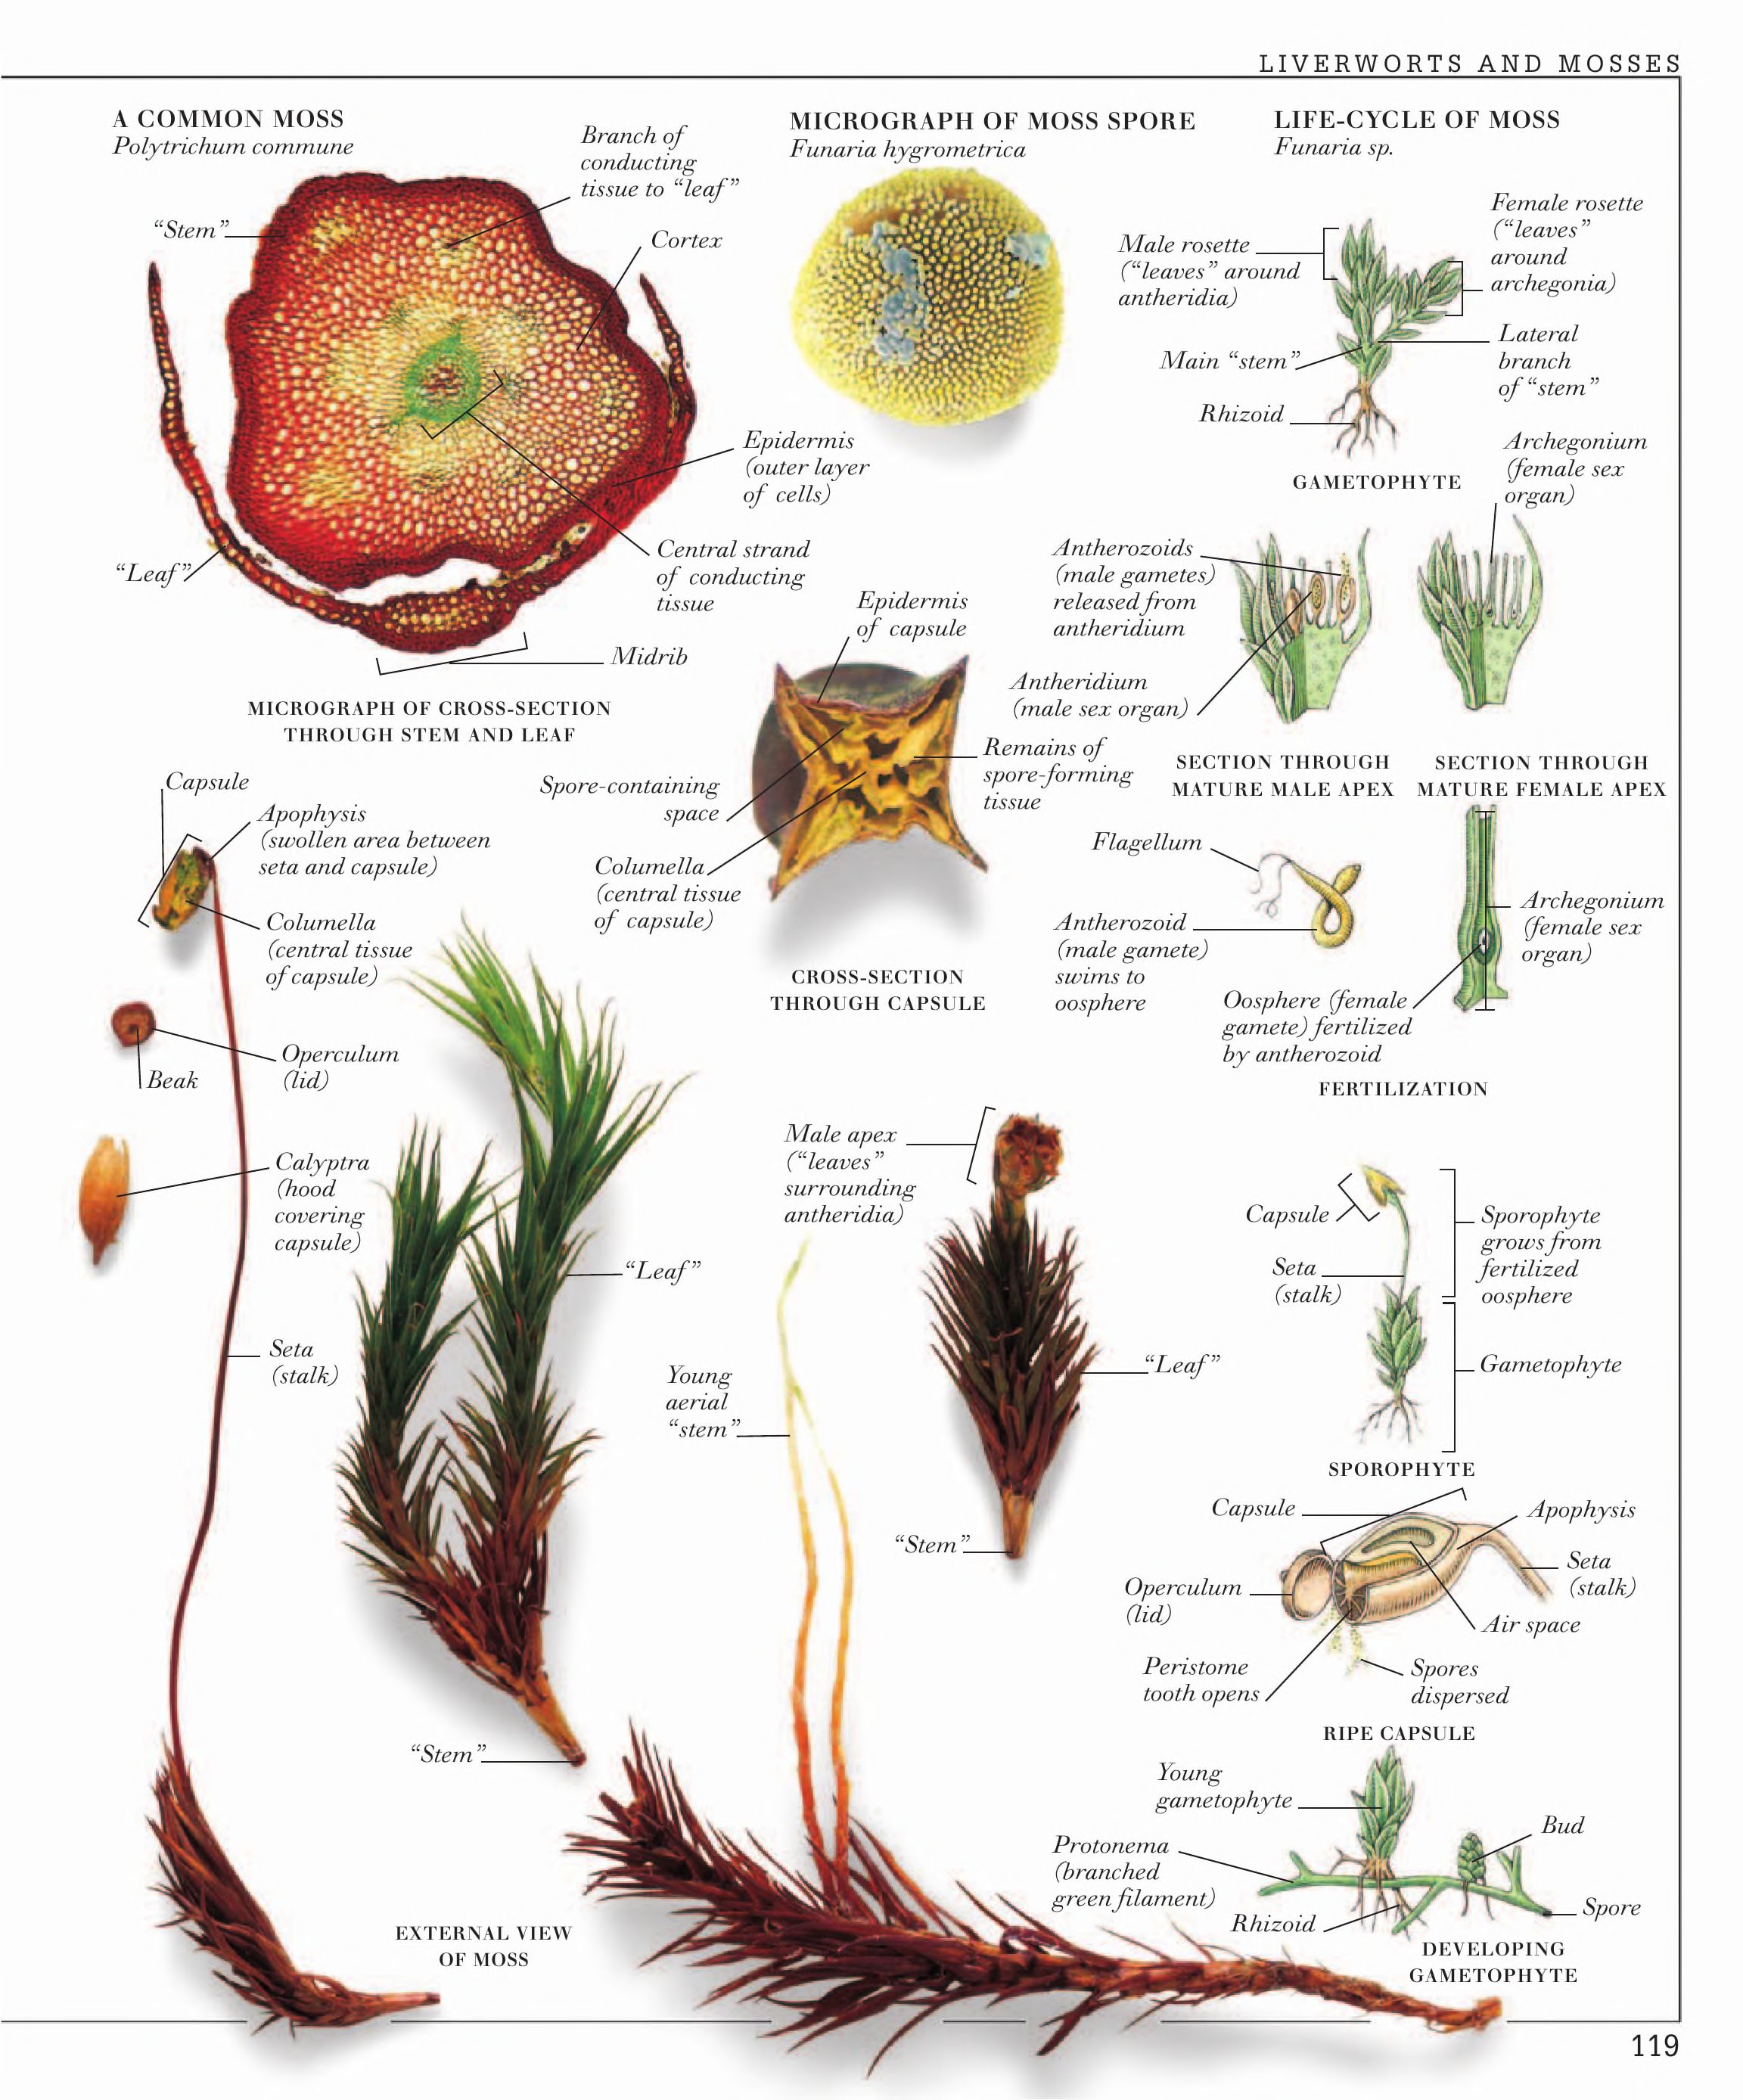 LIVERWORTS AND MOSSES
A COMMON MOSS
Polytrichum commune
“Stem”
Branch of
conducting
tissue to “leaf”
Cortex
Epidermis
(outer layer
of cells)
Central strand
of conducting
tissue
“Leaf”
Midrib
MICROGRAPH OF CROSS-SECTION
THROUGH STEM AND LEAF
MICROGRAPH OF MOSS SPORE
Funaria hygrometrica
Epidermis
of capsule
Spore-containing
space
Columella
(central tissue
of capsule)
Remains of
spore-forming
tissue
CROSS-SECTION
THROUGH CAPSULE
Capsule
Apophysis
(swollen area between
seta and capsule)
Columella
(central tissue
of capsule)
Operculum
(lid)
Beak
Calyptra
(hood
covering
capsule)
Seta
(stalk)
“Leaf”
“Stem”
Male apex
(“leaves”
surrounding
antheridia)
“Leaf”
Young
aerial
“stem”
“Stem”
EXTERNAL VIEW
OF MOSS
LIFE-CYCLE OF MOSS
Funaria sp.
Male rosette
(“leaves” around
antheridia)
Female rosette
(“leaves”
around
archegonia)
Main “stem”
Lateral
branch
of “stem”
Rhizoid
GAMETOPHYTE
Archegonium
(female sex
organ)
Antherozoids
(male gametes)
released from
antheridium
Antheridium
(male sex organ)
SECTION THROUGH
MATURE MALE APEX
SECTION THROUGH
MATURE FEMALE APEX
Flagellum
Antherozoid
(male gamete)
swims to
oosphere
Archegonium
(female sex
organ)
Oosphere (female
gamete) fertilized
by antherozoid
FERTILIZATION
Capsule
Seta
(stalk)
Sporophyte
grows from
fertilized
oosphere
Gametophyte
SPOROPHYTE
Capsule
Apophysis
Seta
(stalk)
Operculum
(lid)
Air space
Peristome
tooth opens
Spores
dispersed
RIPE CAPSULE
Young
gametophyte
Bud
Protonema
(branched
green filament)
Rhizoid
Spore
DEVELOPING
GAMETOPHYTE
119